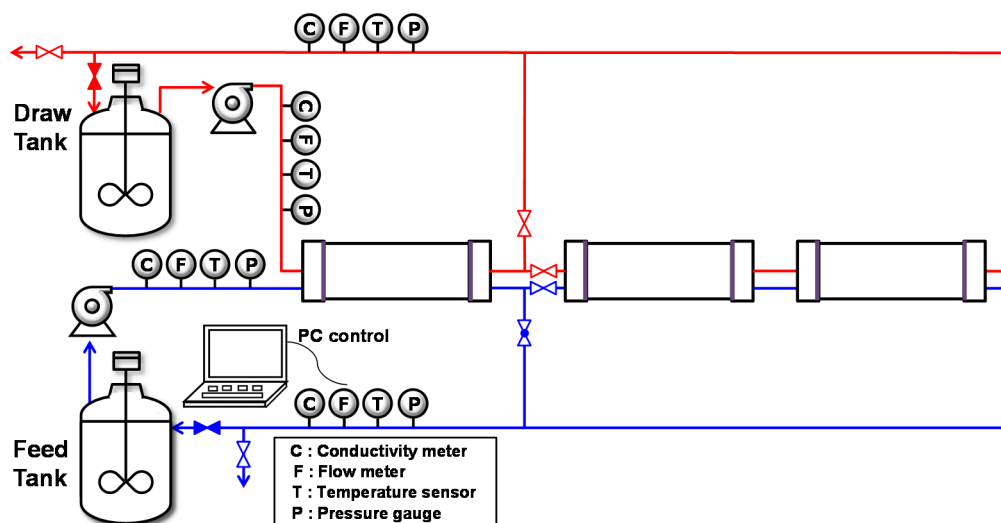 C F T P
Draw
Tank
C
F
T
P
C F T P
PC control
Feed
Tank
C F T P
C : Conductivity meter
F : Flow meter
T : Temperature sensor
P : Pressure gauge